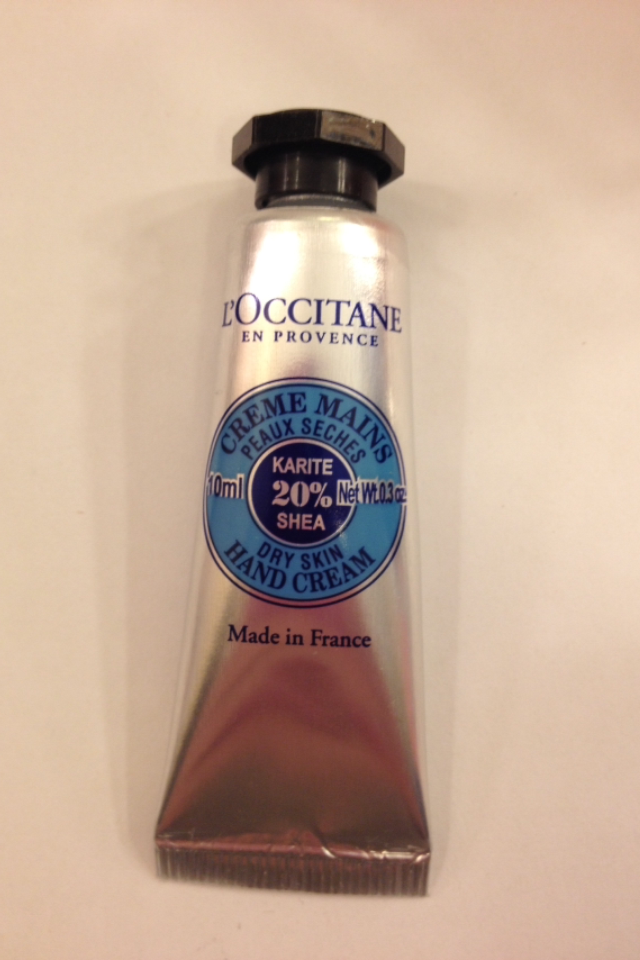 L'OCCITANE
EN PROVENCE
CREME MAINS
PEAUX SECHES
KARITE
10ml 20% Net Wt.0.3 oz.
SHEA
DRY SKIN
HAND CREAM
Made in France